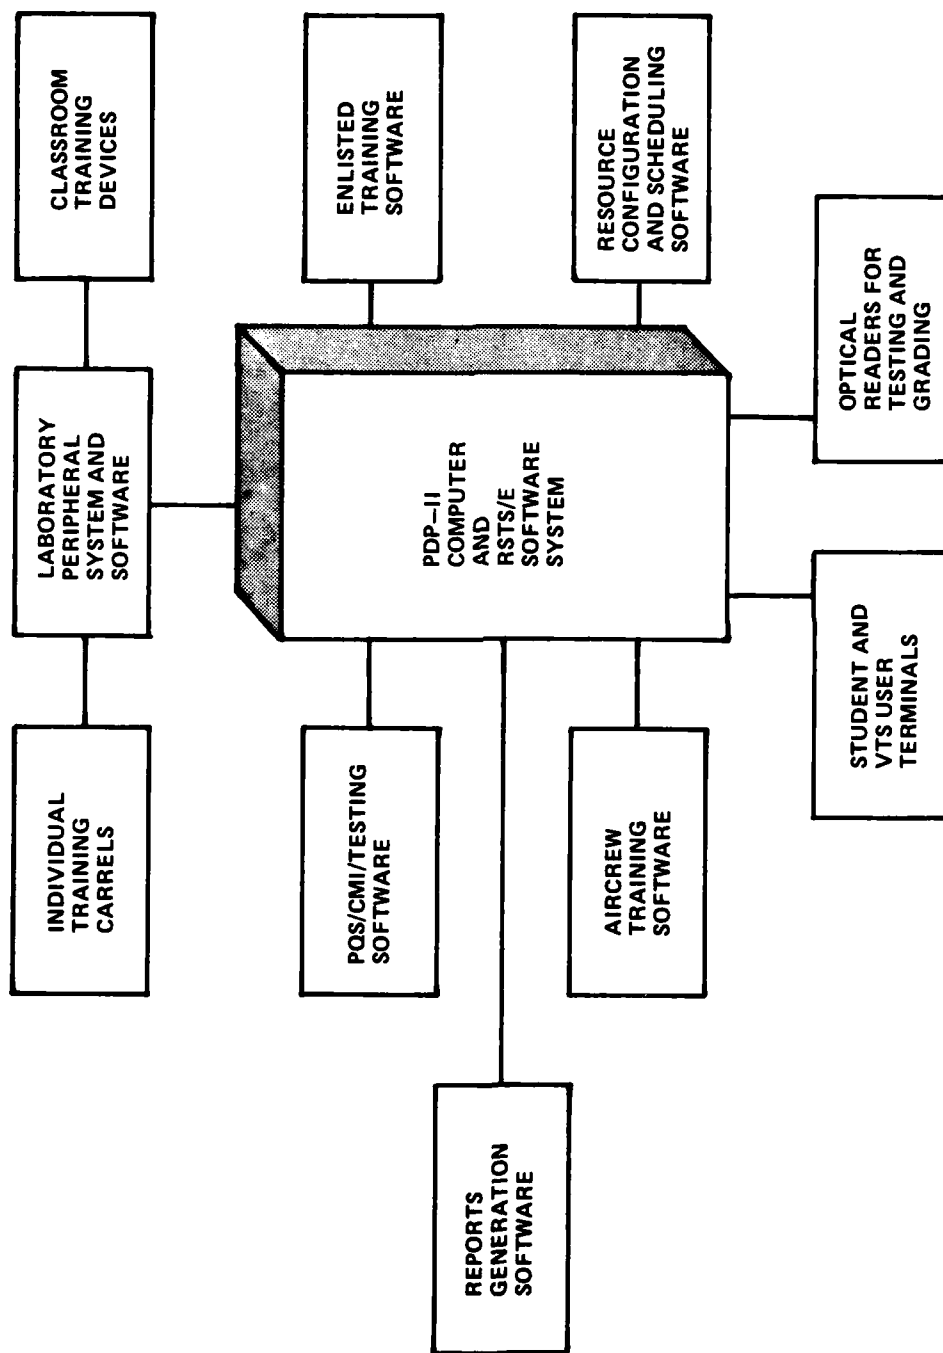 INDIVIDUAL
TRAINING
CARRELS
LABORATORY
PERIPHERAL
SYSTEM AND
SOFTWARE
CLASSROOM
TRAINING
DEVICES
PQS/CMI/TESTING
SOFTWARE
ENLISTED
TRAINING
SOFTWARE
REPORTS
GENERATION
SOFTWARE
PDP–II
COMPUTER
AND
RSTS/E
SOFTWARE
SYSTEM
AIRCREW
TRAINING
SOFTWARE
RESOURCE
CONFIGURATION
AND SCHEDULING
SOFTWARE
STUDENT AND
VTS USER
TERMINALS
OPTICAL
READERS FOR
TESTING AND
GRADING